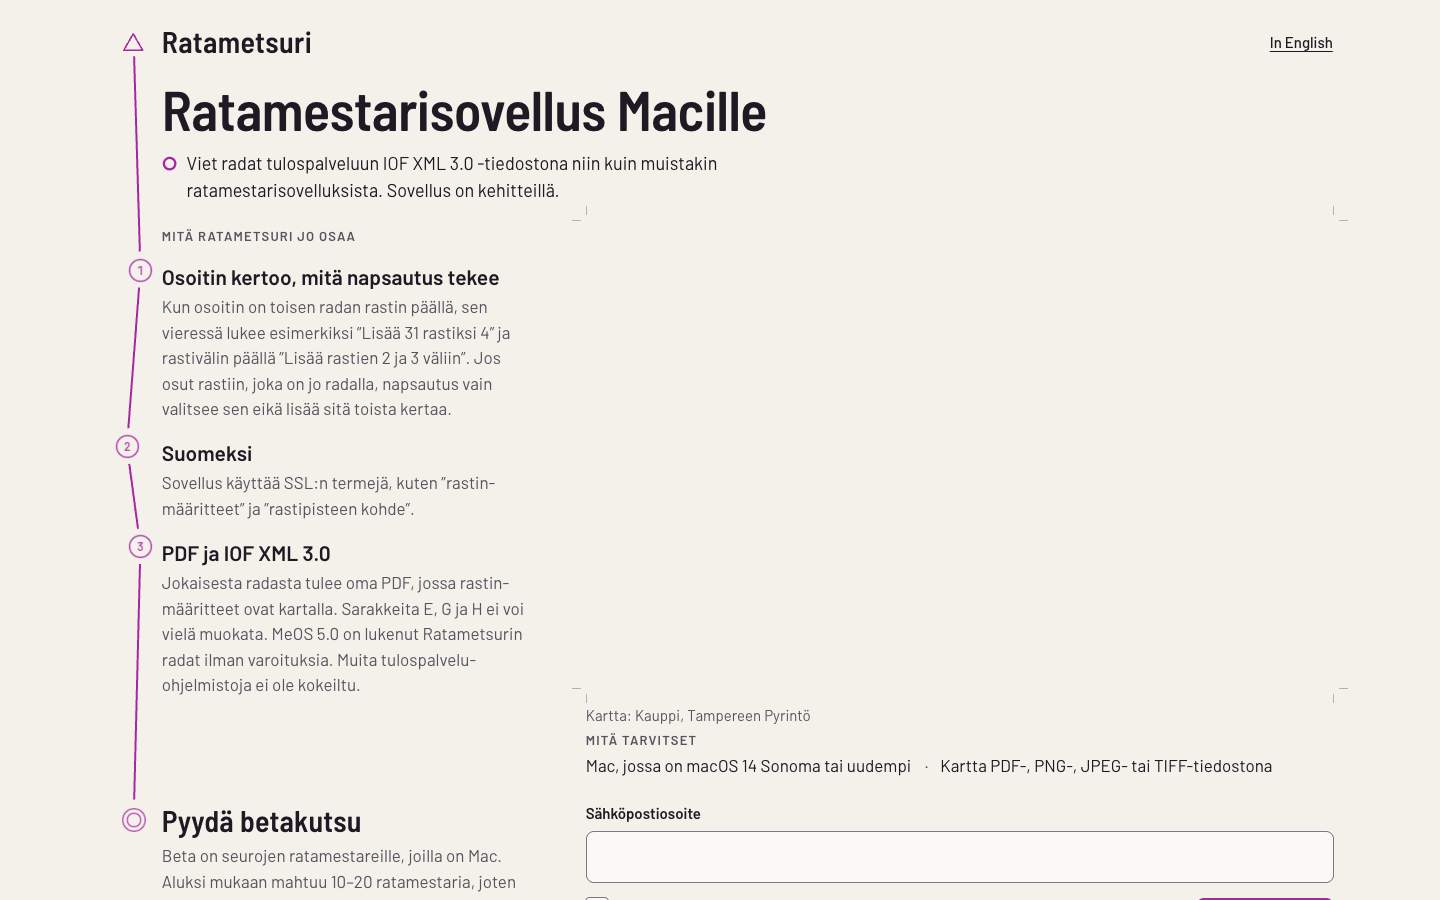 Ratametsuri
In English
Ratamestarisovellus Macille
Viet radat tulospalveluun IOF XML 3.0 -tiedostona niin kuin muistakin
ratamestarisovelluksista. Sovellus on kehitteillä.
MITÄ RATAMETSURI JO OSAA
1
Osoitin kertoo, mitä napsautus tekee
Kun osoitin on toisen radan rastin päällä, sen
vieressä lukee esimerkiksi ”Lisää 31 rastiksi 4” ja
rastivälin päällä ”Lisää rastien 2 ja 3 väliin”. Jos
osut rastiin, joka on jo radalla, napsautus vain
valitsee sen eikä lisää sitä toista kertaa.
2
Suomeksi
Sovellus käyttää SSL:n termejä, kuten ”rastin-
määritteet” ja ”rastipisteen kohde”.
3
PDF ja IOF XML 3.0
Jokaisesta radasta tulee oma PDF, jossa rastin-
määritteet ovat kartalla. Sarakkeita E, G ja H ei voi
vielä muokata. MeOS 5.0 on lukenut Ratametsurin
radat ilman varoituksia. Muita tulospalvelu-
ohjelmistoja ei ole kokeiltu.
Kartta: Kauppi, Tampereen Pyrintö
MITÄ TARVITSET
Mac, jossa on macOS 14 Sonoma tai uudempi · Kartta PDF-, PNG-, JPEG- tai TIFF-tiedostona
Pyydä betakutsu
Beta on seurojen ratamestareille, joilla on Mac.
Aluksi mukaan mahtuu 10–20 ratamestaria, joten
Sähköpostiosoite